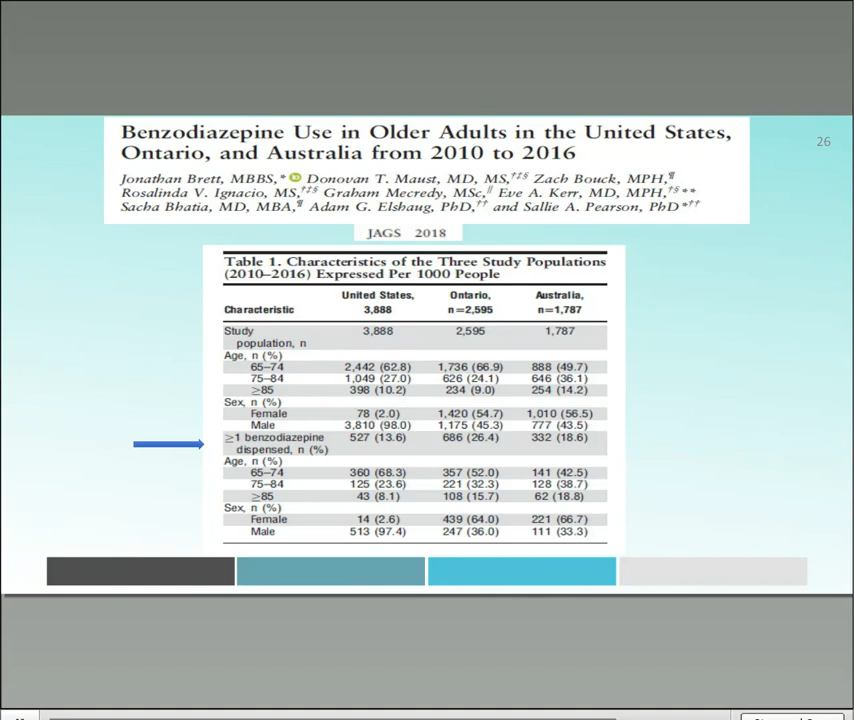 Benzodiazepine Use in Older Adults in the United States,
Ontario, and Australia from 2010 to 2016
26
Jonathan Brett, MBBS,* Donovan T. Maust, MD, MS,†‡§ Zach Bouck, MPH,¶
Rosalinda V. Ignacio, MS,†‡§ Graham Mecredy, MSc,|| Eve A. Kerr, MD, MPH,†§**
Sacha Bhatia, MD, MBA,¶ Adam G. Elshaug, PhD,†† and Sallie A. Pearson, PhD*††
JAGS 2018
Table 1. Characteristics of the Three Study Populations
(2010–2016) Expressed Per 1000 People
United States, Ontario, Australia,
Characteristic 3,888 n=2,595 n=1,787
Study 3,888 2,595 1,787
population, n
Age, n (%)
65–74 2,442 (62.8) 1,736 (66.9) 888 (49.7)
75–84 1,049 (27.0) 626 (24.1) 646 (36.1)
≥85 398 (10.2) 234 (9.0) 254 (14.2)
Sex, n (%)
Female 78 (2.0) 1,420 (54.7) 1,010 (56.5)
Male 3,810 (98.0) 1,175 (45.3) 777 (43.5)
≥1 benzodiazepine 527 (13.6) 686 (26.4) 332 (18.6)
dispensed, n (%)
Age, n (%)
65–74 360 (68.3) 357 (52.0) 141 (42.5)
75–84 125 (23.6) 221 (32.3) 128 (38.7)
≥85 43 (8.1) 108 (15.7) 62 (18.8)
Sex, n (%)
Female 14 (2.6) 439 (64.0) 221 (66.7)
Male 513 (97.4) 247 (36.0) 111 (33.3)